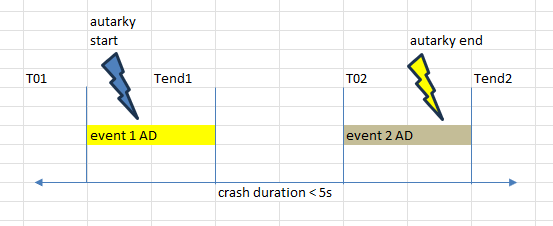 autarky
start
autarky end
T01
Tend1
T02
Tend2
event 1 AD
event 2 AD
crash duration < 5s